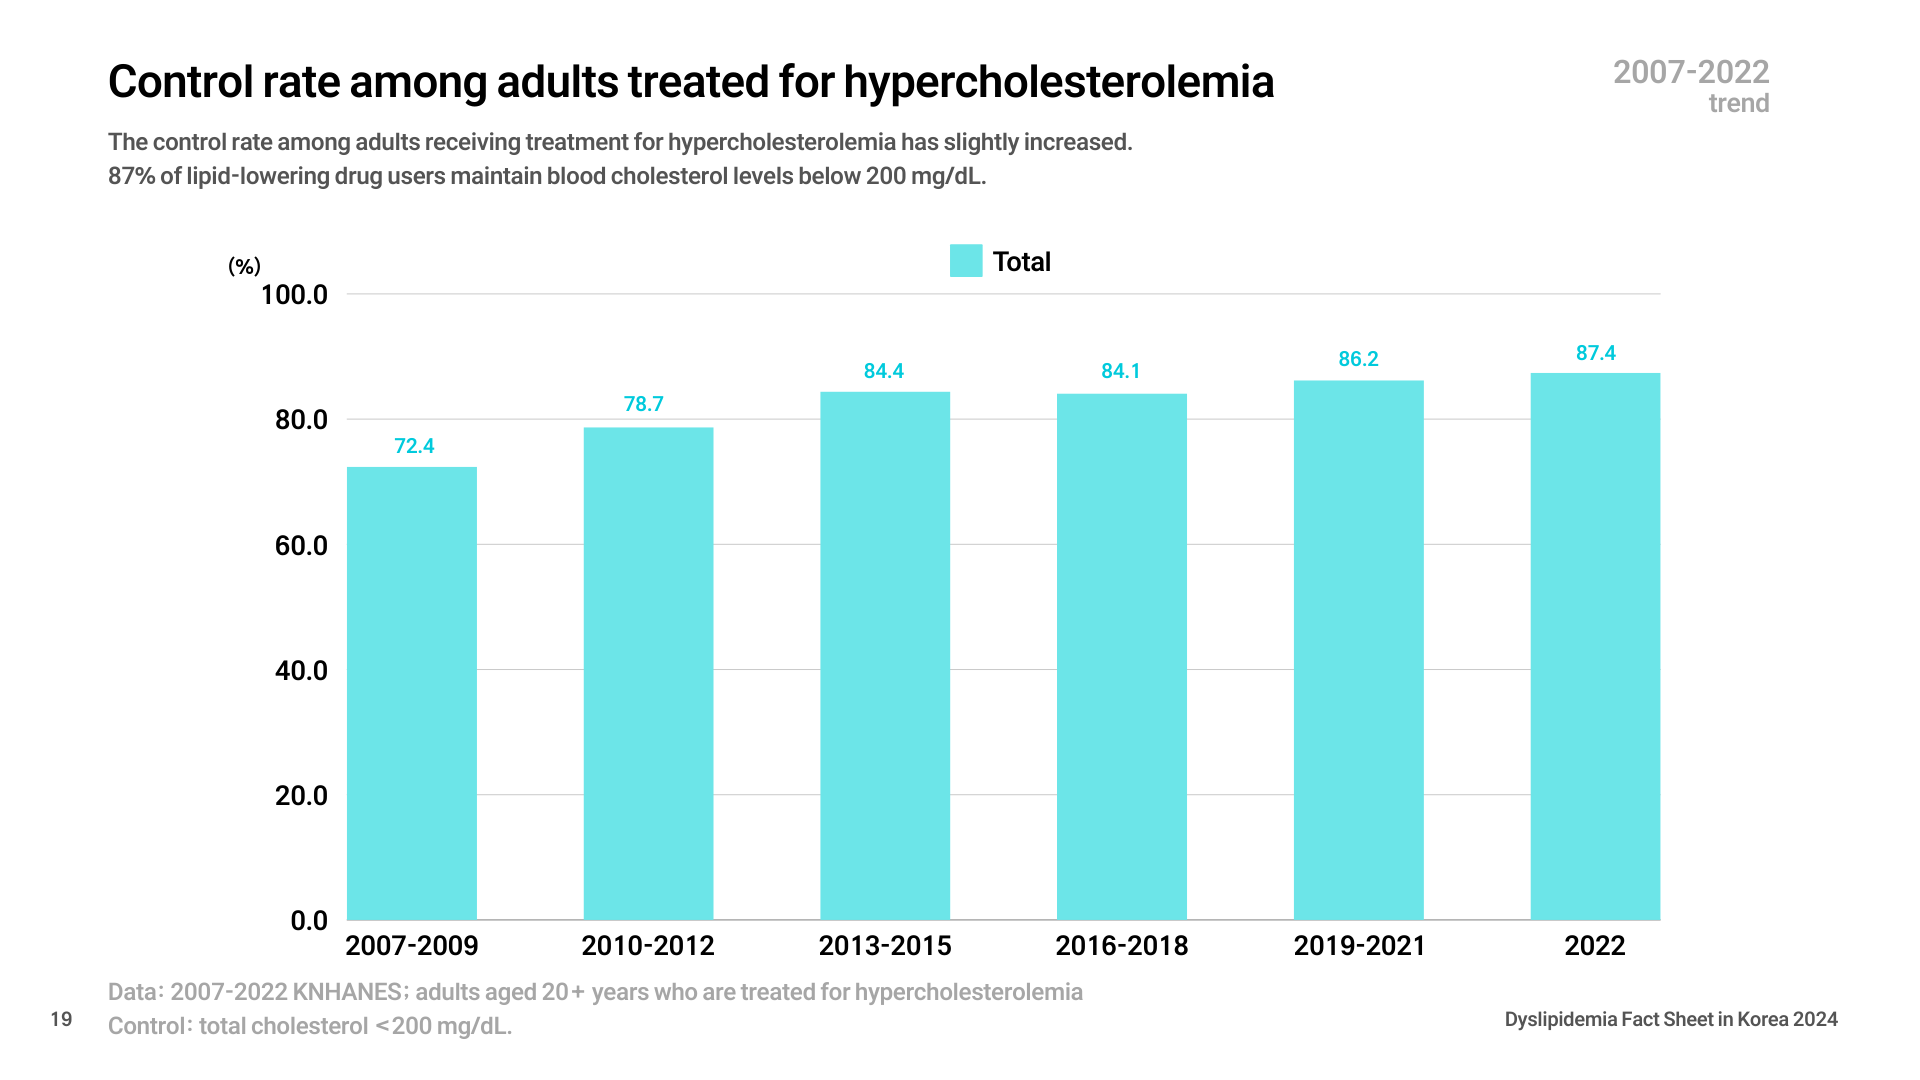 Control rate among adults treated for hypercholesterolemia
2007-2022
trend
The control rate among adults receiving treatment for hypercholesterolemia has slightly increased.
87% of lipid-lowering drug users maintain blood cholesterol levels below 200 mg/dL.
Total
(%)
100.0
80.0
60.0
40.0
20.0
0.0
72.4
78.7
84.4
84.1
86.2
87.4
2007-2009
2010-2012
2013-2015
2016-2018
2019-2021
2022
Data: 2007-2022 KNHANES; adults aged 20+ years who are treated for hypercholesterolemia
Control: total cholesterol <200 mg/dL.
19
Dyslipidemia Fact Sheet in Korea 2024